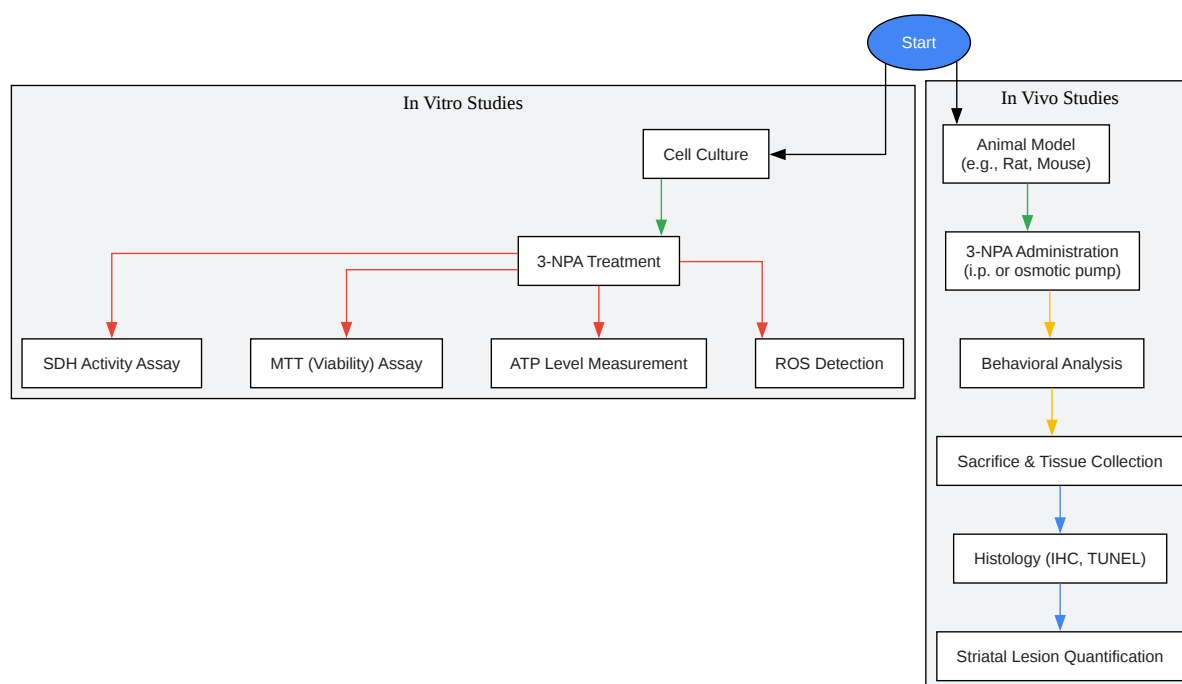 Start
In Vitro Studies
Cell Culture
3-NPA Treatment
SDH Activity Assay
MTT (Viability) Assay
ATP Level Measurement
ROS Detection
In Vivo Studies
Animal Model
(e.g., Rat, Mouse)
3-NPA Administration
(i.p. or osmotic pump)
Behavioral Analysis
Sacrifice & Tissue Collection
Histology (IHC, TUNEL)
Striatal Lesion Quantification